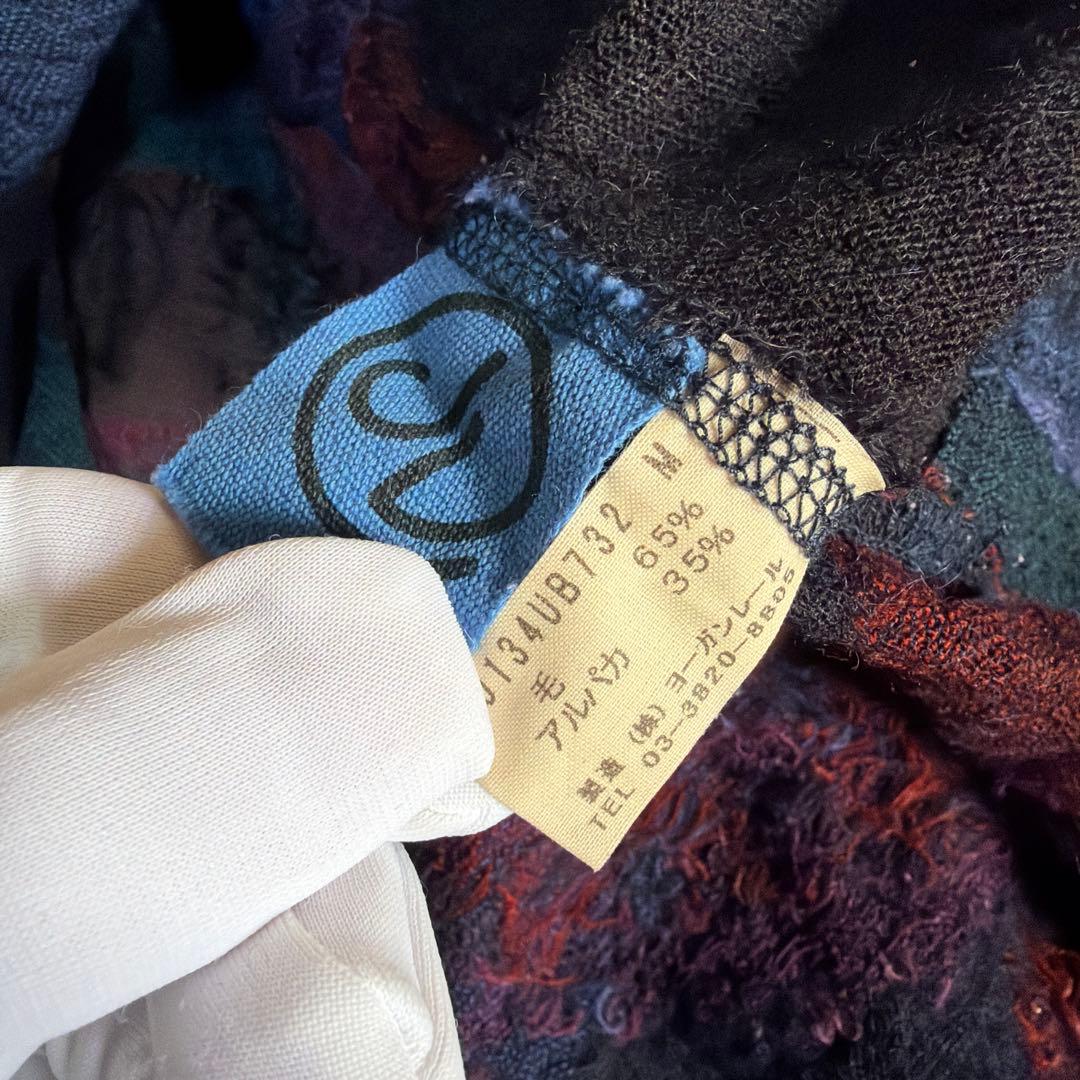 J134UB732 M
毛 65%
アルパカ 35%
製造 (株)ヨーガンレール
TEL 03-3820-8805